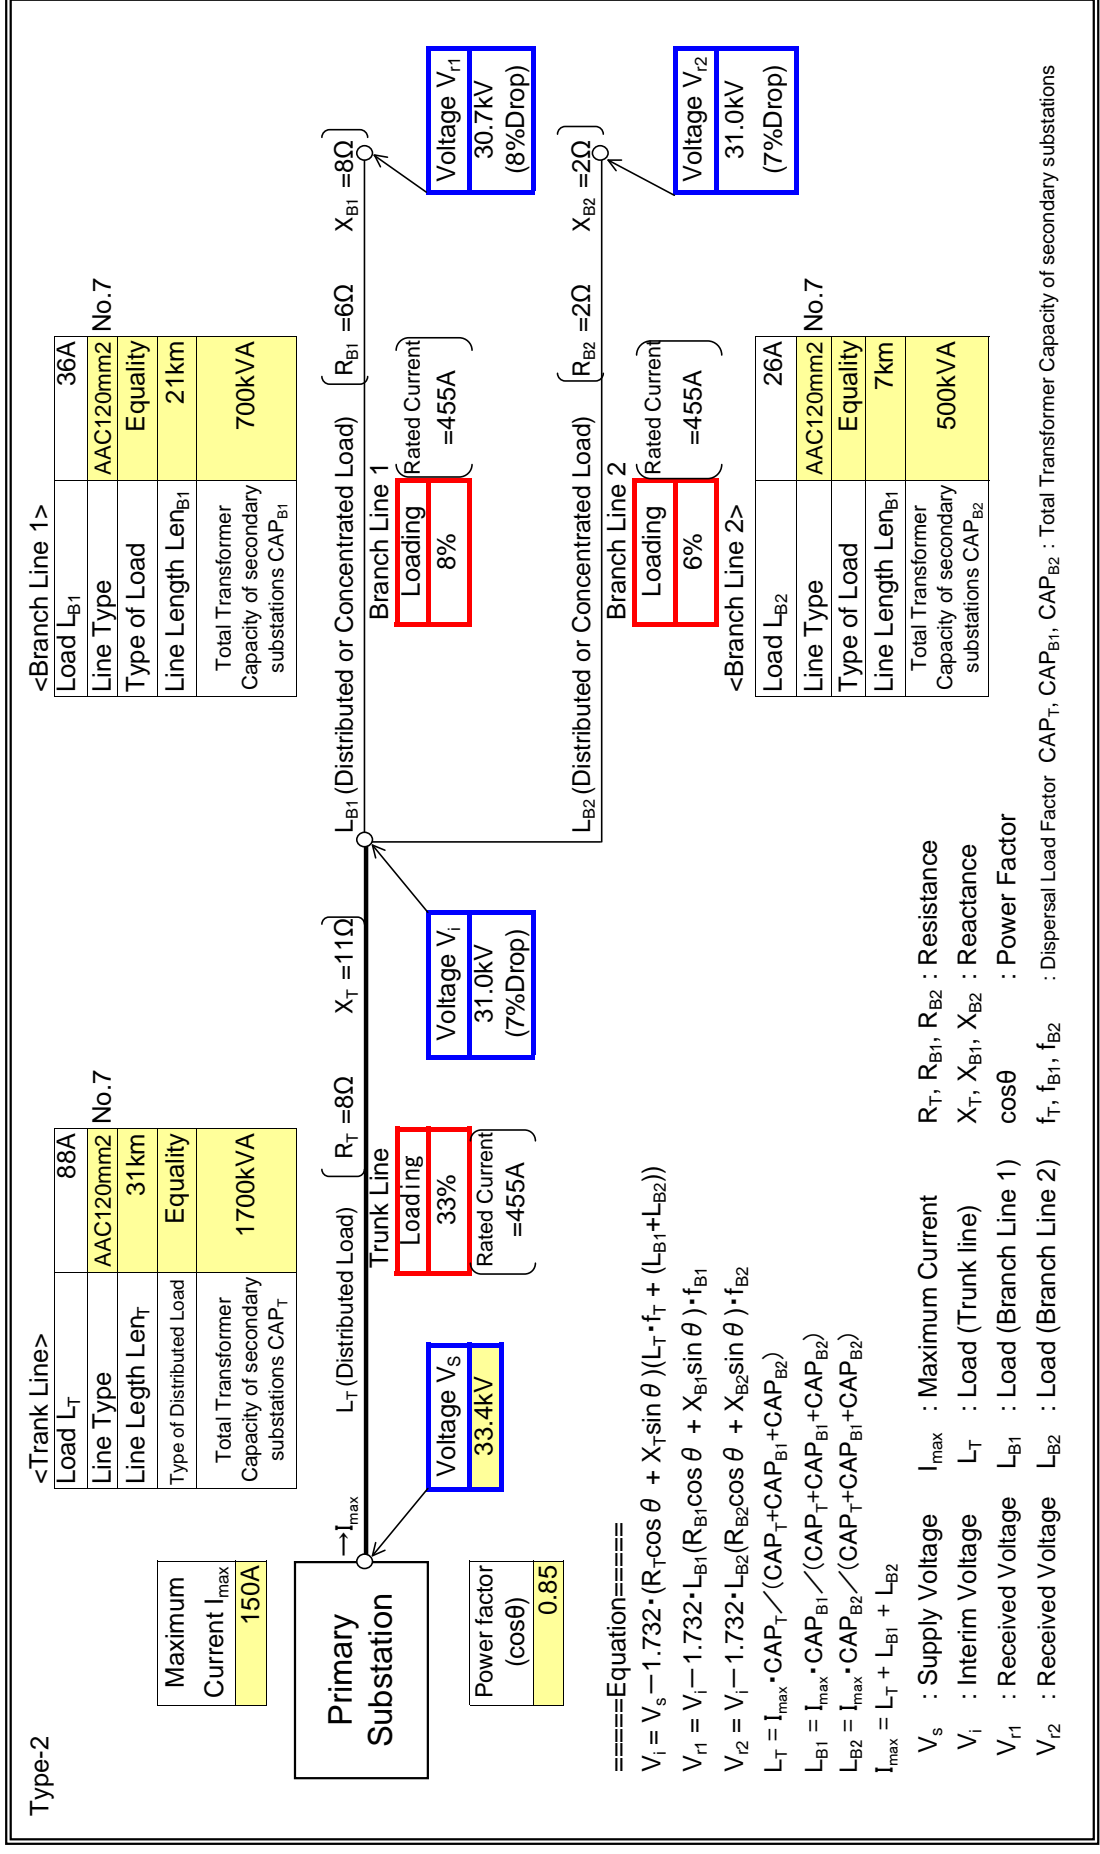 Type-2
Maximum
Current Imax
150A
<Trank Line>
Load LT 88A
Line Type AAC120mm2 No.7
Line Legth LenT 31km
Type of Distributed Load Equality
Total Transformer
Capacity of secondary
substations CAPT
1700kVA
<Branch Line 1>
Load LB1 36A
Line Type AAC120mm2 No.7
Type of Load Equality
Line Length LenB1 21km
Total Transformer
Capacity of secondary
substations CAPB1
700kVA
Primary
Substation
→Imax
LT (Distributed Load)
RT =8Ω XT =11Ω
LB1 (Distributed or Concentrated Load)
RB1 =6Ω XB1 =8Ω
Trunk Line
Loading
33%
Rated Current
=455A
Branch Line 1
Loading
8%
Rated Current
=455A
Voltage VS
33.4kV
Voltage Vi
31.0kV
(7%Drop)
Voltage Vr1
30.7kV
(8%Drop)
Power factor
(cosθ)
0.85
LB2 (Distributed or Concentrated Load)
RB2 =2Ω XB2 =2Ω
Branch Line 2
Loading
6%
Rated Current
=455A
Voltage Vr2
31.0kV
(7%Drop)
<Branch Line 2>
Load LB2 26A
Line Type AAC120mm2 No.7
Type of Load Equality
Line Length LenB1 7km
Total Transformer
Capacity of secondary
substations CAPB2
500kVA
=====Equation=====
Vi = Vs－1.732･(RTcos θ + XTsin θ)(LT･fT + (LB1+LB2))
Vr1 = Vi－1.732･LB1(RB1cos θ + XB1sin θ)･fB1
Vr2 = Vi－1.732･LB2(RB2cos θ + XB2sin θ)･fB2
LT = Imax･CAPT／(CAPT+CAPB1+CAPB2)
LB1 = Imax･CAPB1／(CAPT+CAPB1+CAPB2)
LB2 = Imax･CAPB2／(CAPT+CAPB1+CAPB2)
Imax = LT + LB1 + LB2
Vs : Supply Voltage Imax : Maximum Current RT, RB1, RB2 : Resistance
Vi : Interim Voltage LT : Load (Trunk line) XT, XB1, XB2 : Reactance
Vr1 : Received Voltage LB1 : Load (Branch Line 1) cosθ : Power Factor
Vr2 : Received Voltage LB2 : Load (Branch Line 2) fT, fB1, fB2 : Dispersal Load Factor CAPT, CAPB1, CAPB2 : Total Transformer Capacity of secondary substations